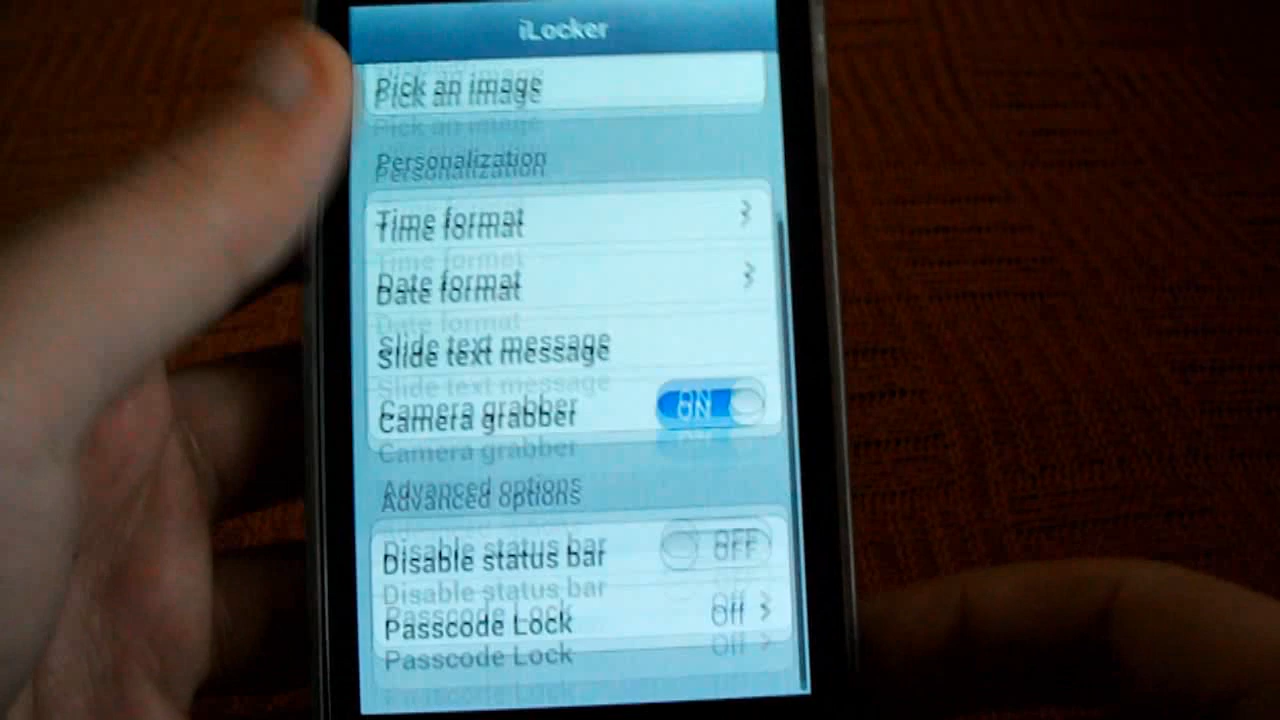 iLocker
Pick an image
Personalization
Time format
Date format
Slide text message
Camera grabber ON
Advanced options
Disable status bar OFF
Passcode Lock Off